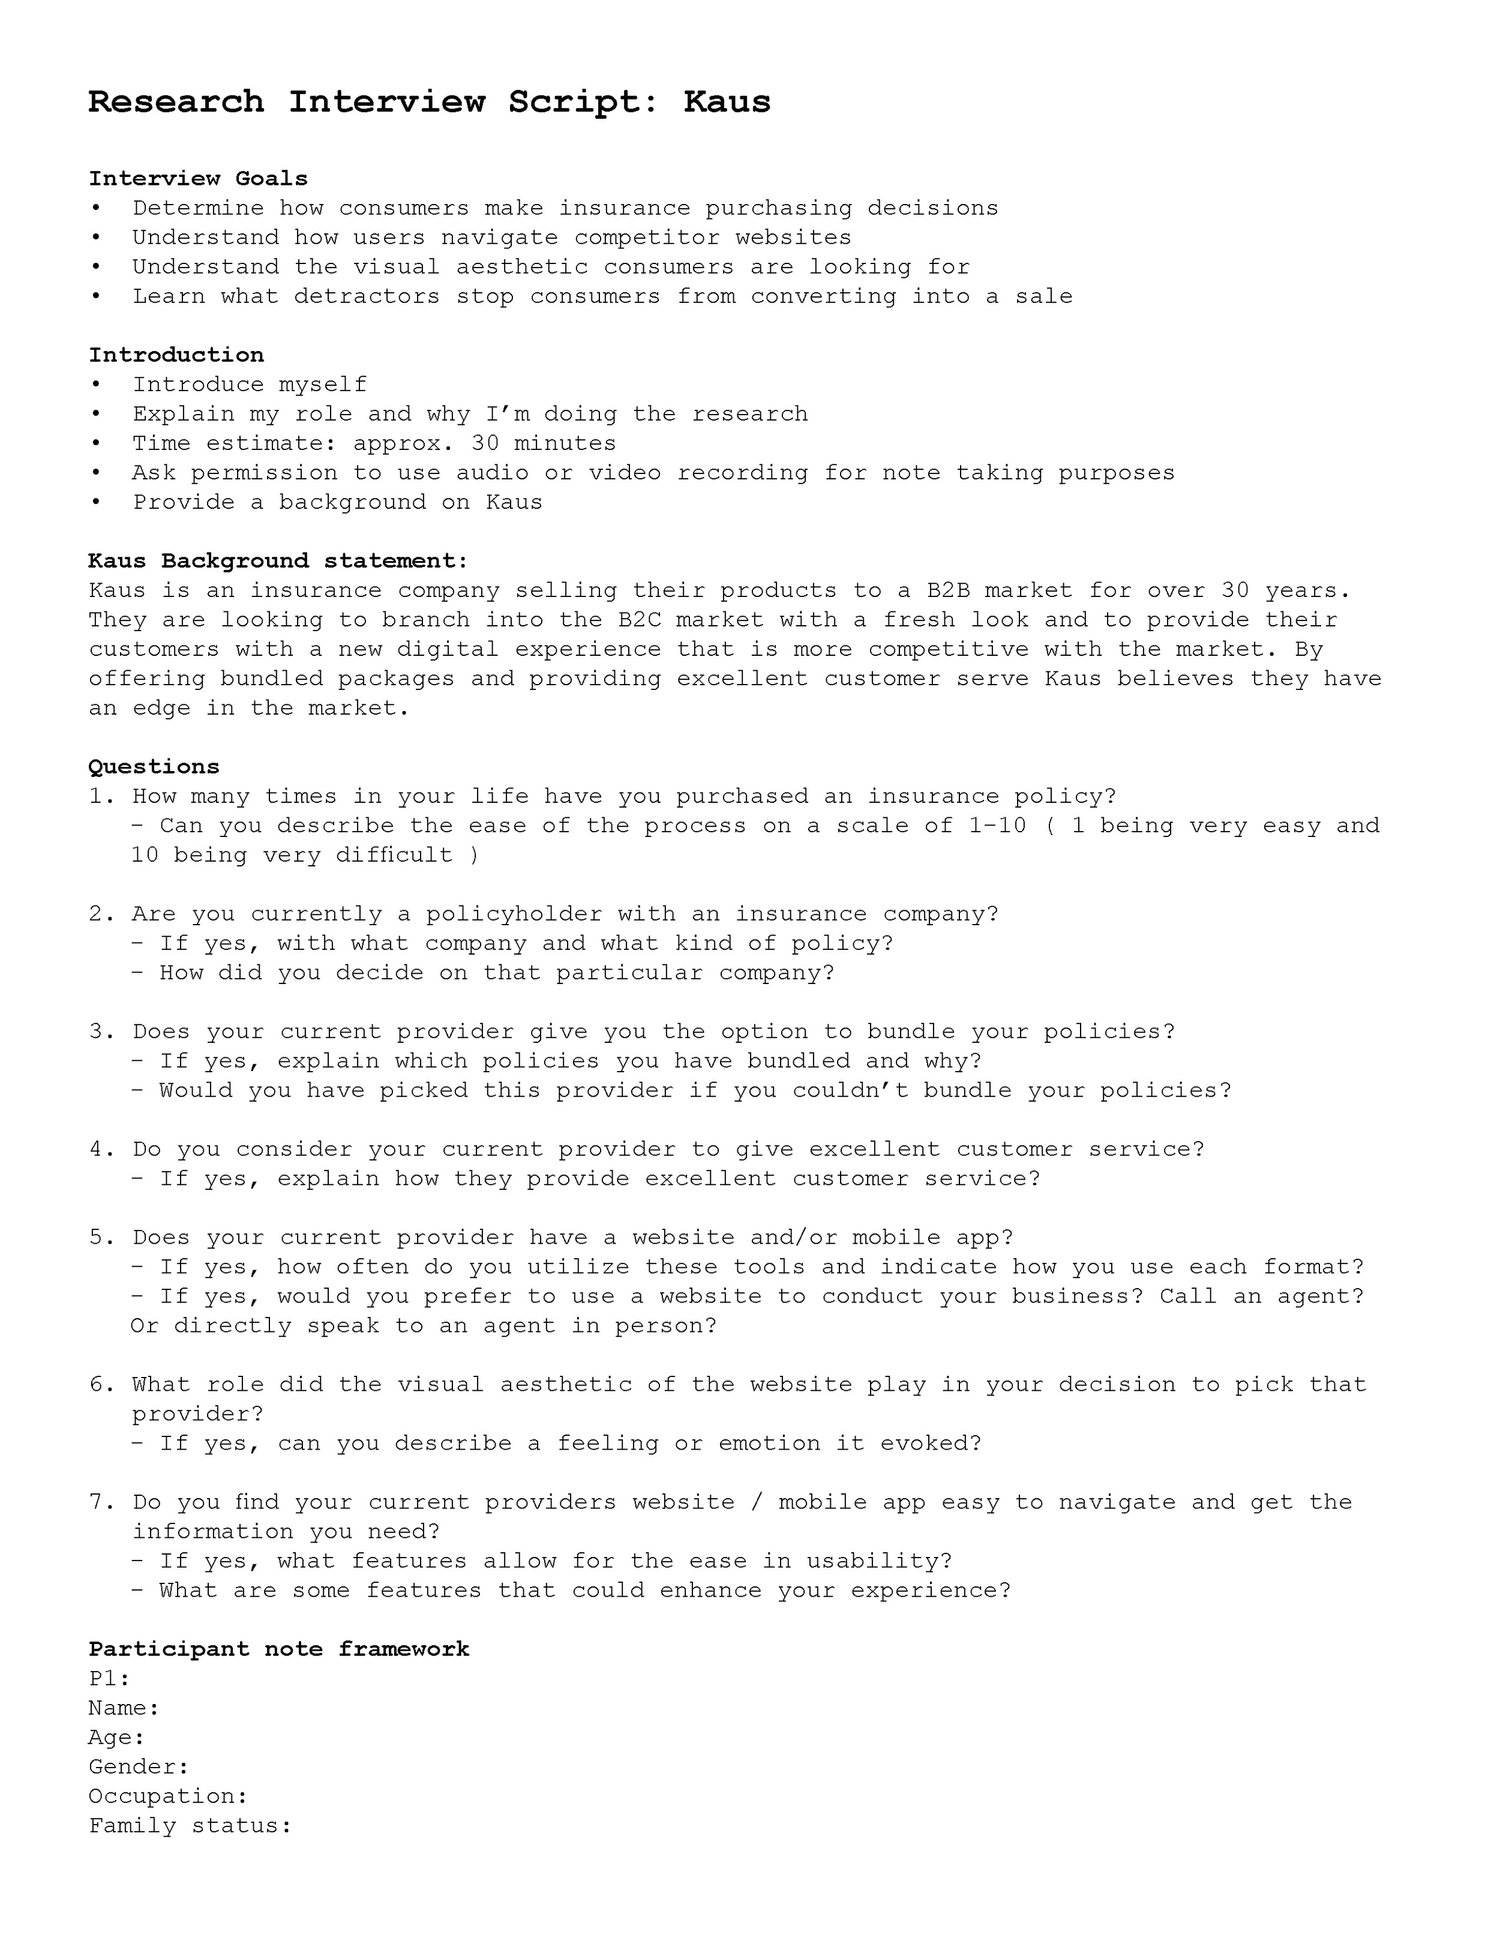 Research Interview Script: Kaus
Interview Goals
• Determine how consumers make insurance purchasing decisions
• Understand how users navigate competitor websites
• Understand the visual aesthetic consumers are looking for
• Learn what detractors stop consumers from converting into a sale
Introduction
• Introduce myself
• Explain my role and why I’m doing the research
• Time estimate: approx. 30 minutes
• Ask permission to use audio or video recording for note taking purposes
• Provide a background on Kaus
Kaus Background statement:
Kaus is an insurance company selling their products to a B2B market for over 30 years.
They are looking to branch into the B2C market with a fresh look and to provide their
customers with a new digital experience that is more competitive with the market. By
offering bundled packages and providing excellent customer serve Kaus believes they have
an edge in the market.
Questions
1. How many times in your life have you purchased an insurance policy?
– Can you describe the ease of the process on a scale of 1–10 ( 1 being very easy and
10 being very difficult )
2. Are you currently a policyholder with an insurance company?
– If yes, with what company and what kind of policy?
– How did you decide on that particular company?
3. Does your current provider give you the option to bundle your policies?
– If yes, explain which policies you have bundled and why?
– Would you have picked this provider if you couldn’t bundle your policies?
4. Do you consider your current provider to give excellent customer service?
– If yes, explain how they provide excellent customer service?
5. Does your current provider have a website and/or mobile app?
– If yes, how often do you utilize these tools and indicate how you use each format?
– If yes, would you prefer to use a website to conduct your business? Call an agent?
Or directly speak to an agent in person?
6. What role did the visual aesthetic of the website play in your decision to pick that
provider?
– If yes, can you describe a feeling or emotion it evoked?
7. Do you find your current providers website / mobile app easy to navigate and get the
information you need?
– If yes, what features allow for the ease in usability?
– What are some features that could enhance your experience?
Participant note framework
P1:
Name:
Age:
Gender:
Occupation:
Family status: